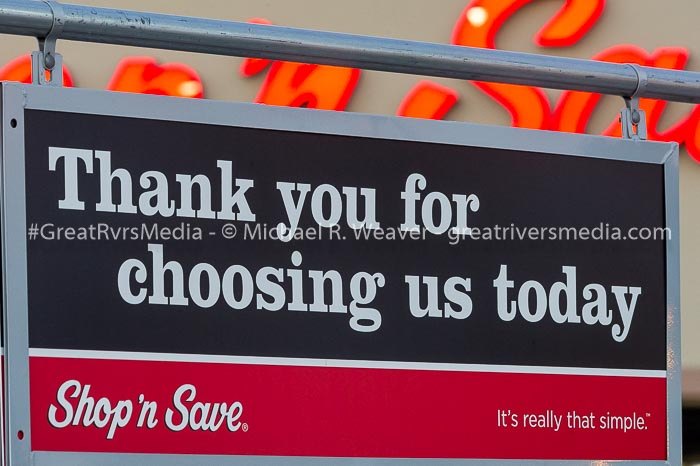 Thank you for
#GreatRvrsMedia - © Michael R. Weaver - greatriversmedia.com
choosing us today
Shop 'n Save®
It's really that simple.™